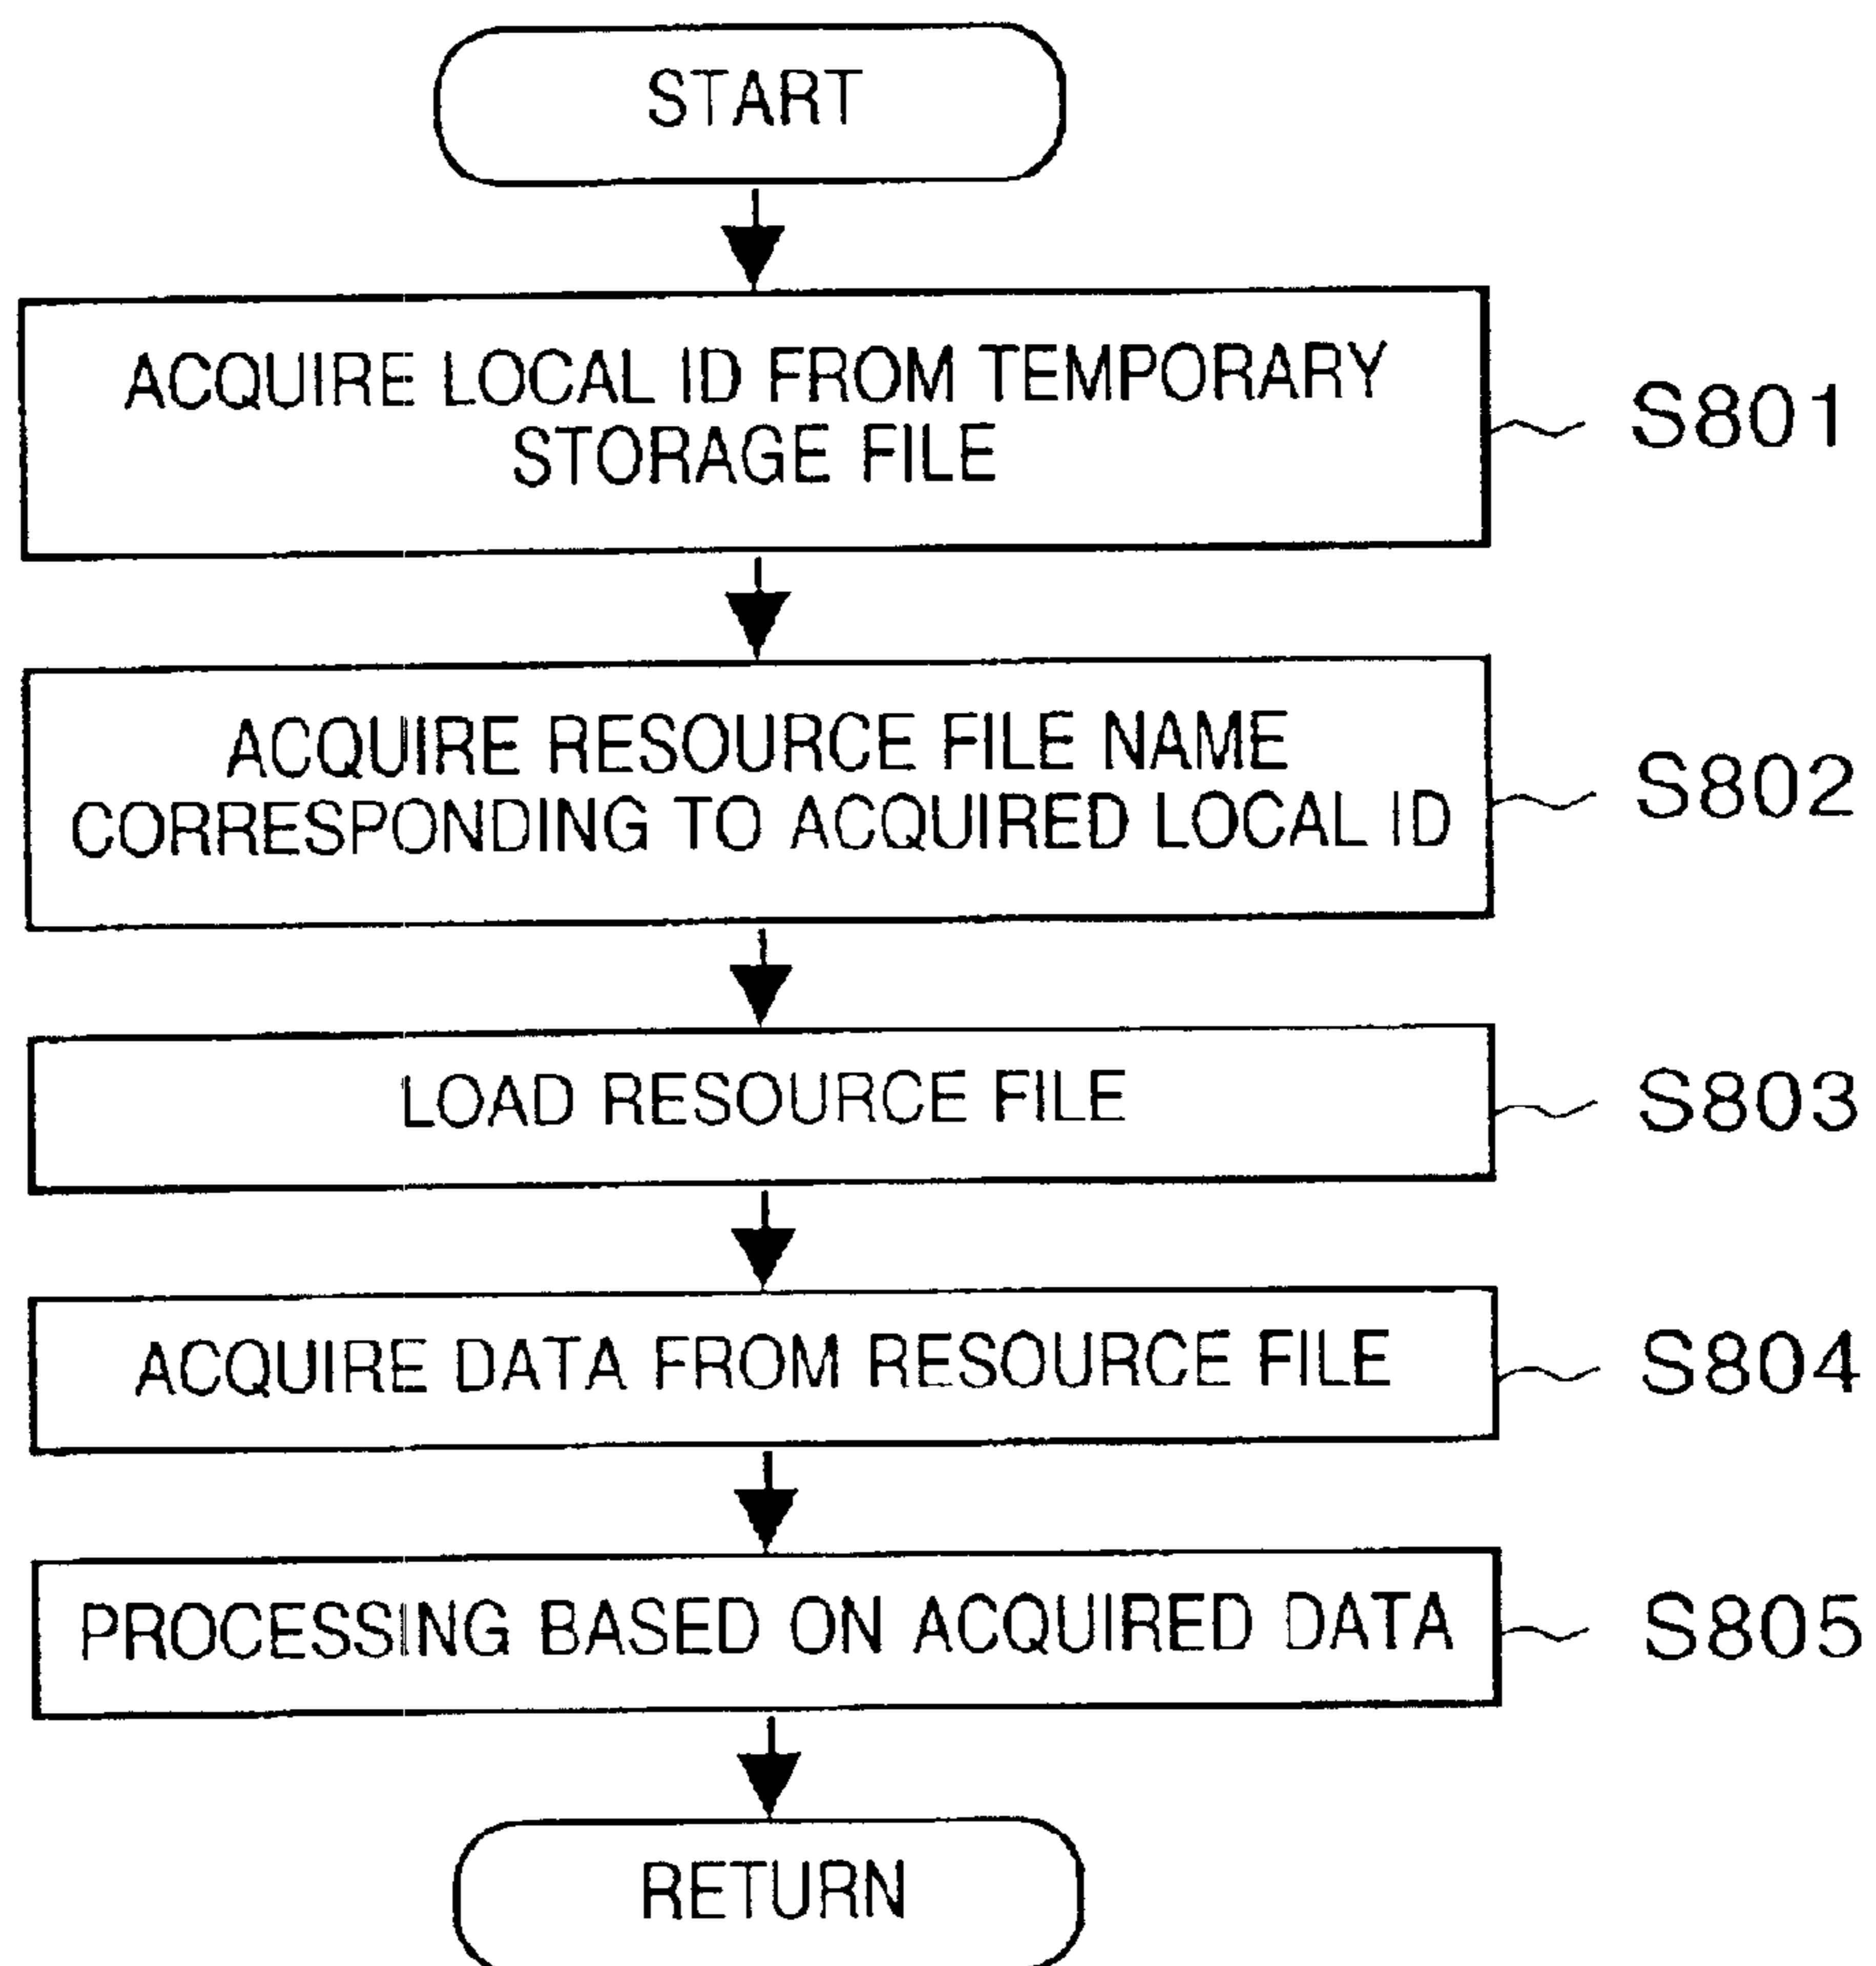 START
ACQUIRE LOCAL ID FROM TEMPORARY
STORAGE FILE
S801
ACQUIRE RESOURCE FILE NAME
CORRESPONDING TO ACQUIRED LOCAL ID
S802
LOAD RESOURCE FILE
S803
ACQUIRE DATA FROM RESOURCE FILE
S804
PROCESSING BASED ON ACQUIRED DATA
S805
RETURN